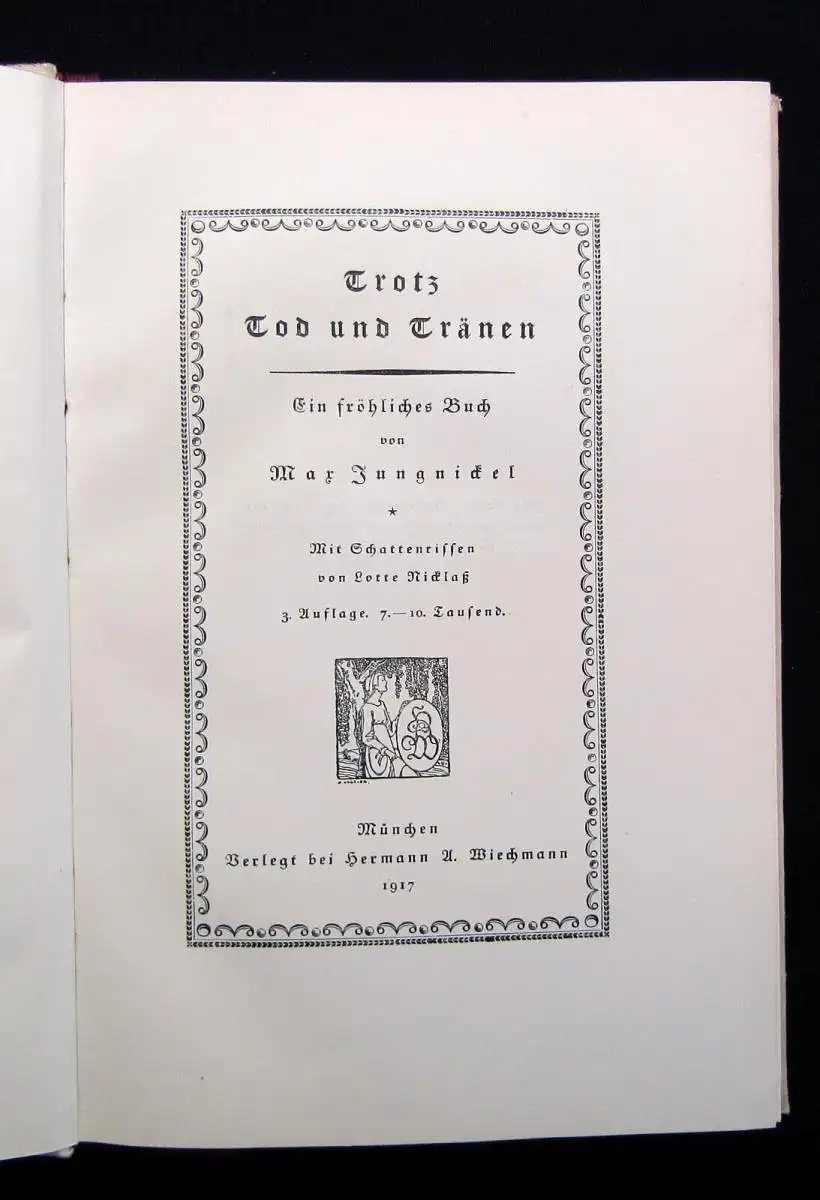 Trotz
Tod und Tränen
Ein fröhliches Buch
von
Max Jungnickel
★
Mit Schattenrissen
von Lotte Nicklaß
3. Auflage. 7.—10. Tausend.
München
Verlegt bei Hermann A. Wiechmann
1917